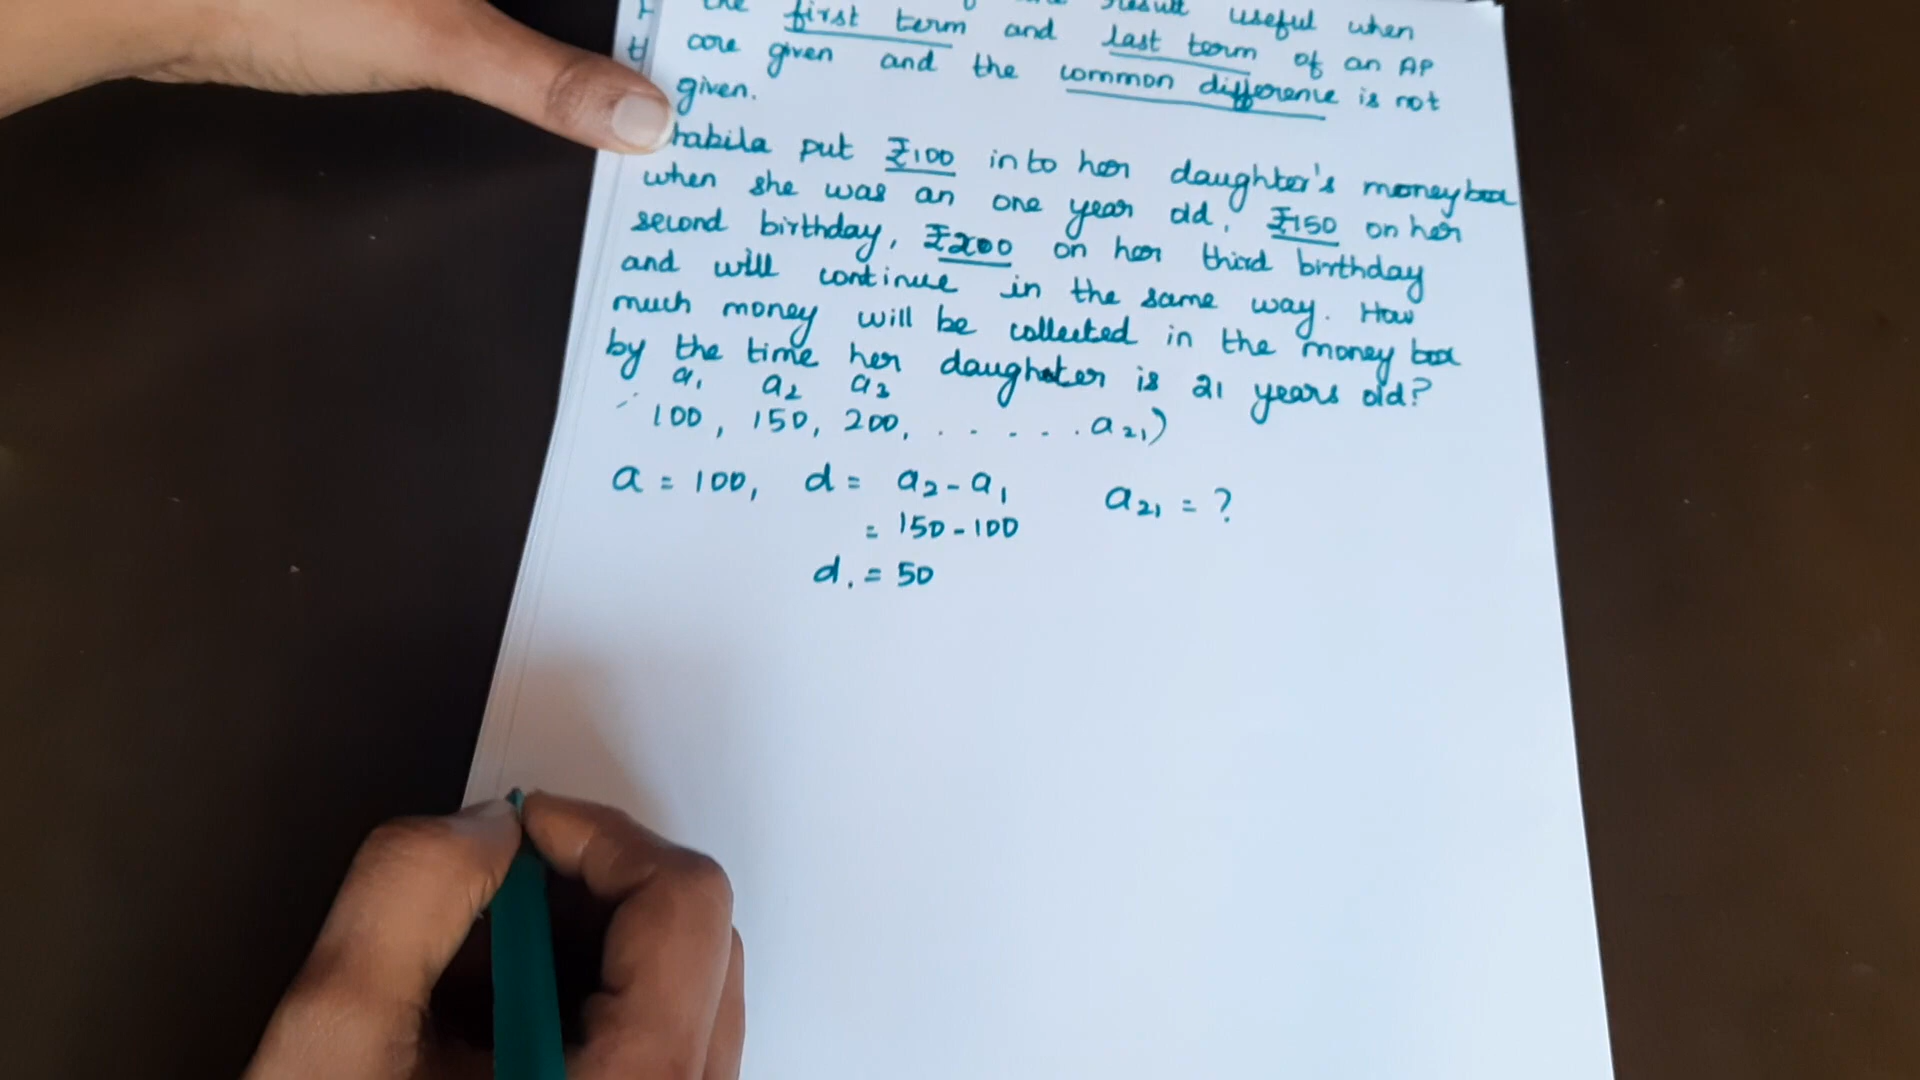 the first term and last term of an AP
are given and the common difference is not
given.
put ₹100 into her daughter's moneybox
when she was an one year old, ₹150 on her
second birthday, ₹200 on her third birthday
and will continue in the same way. How
much money will be collected in the money box
by the time her daughter is 21 years old?
a₁ a₂ a₃
100, 150, 200, . . . . . . a₂₁)
a = 100, d = a₂ - a₁ a₂₁ = ?
= 150 - 100
d. = 50